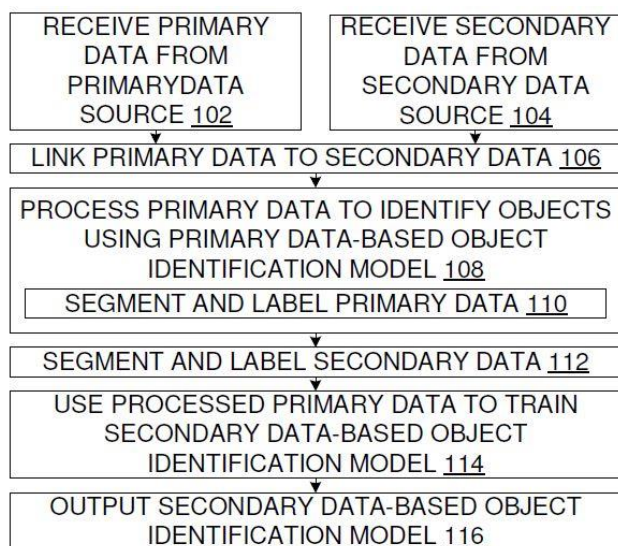 RECEIVE PRIMARY
DATA FROM
PRIMARYDATA
SOURCE 102
RECEIVE SECONDARY
DATA FROM
SECONDARY DATA
SOURCE 104
LINK PRIMARY DATA TO SECONDARY DATA 106
PROCESS PRIMARY DATA TO IDENTIFY OBJECTS
USING PRIMARY DATA-BASED OBJECT
IDENTIFICATION MODEL 108
SEGMENT AND LABEL PRIMARY DATA 110
SEGMENT AND LABEL SECONDARY DATA 112
USE PROCESSED PRIMARY DATA TO TRAIN
SECONDARY DATA-BASED OBJECT
IDENTIFICATION MODEL 114
OUTPUT SECONDARY DATA-BASED OBJECT
IDENTIFICATION MODEL 116